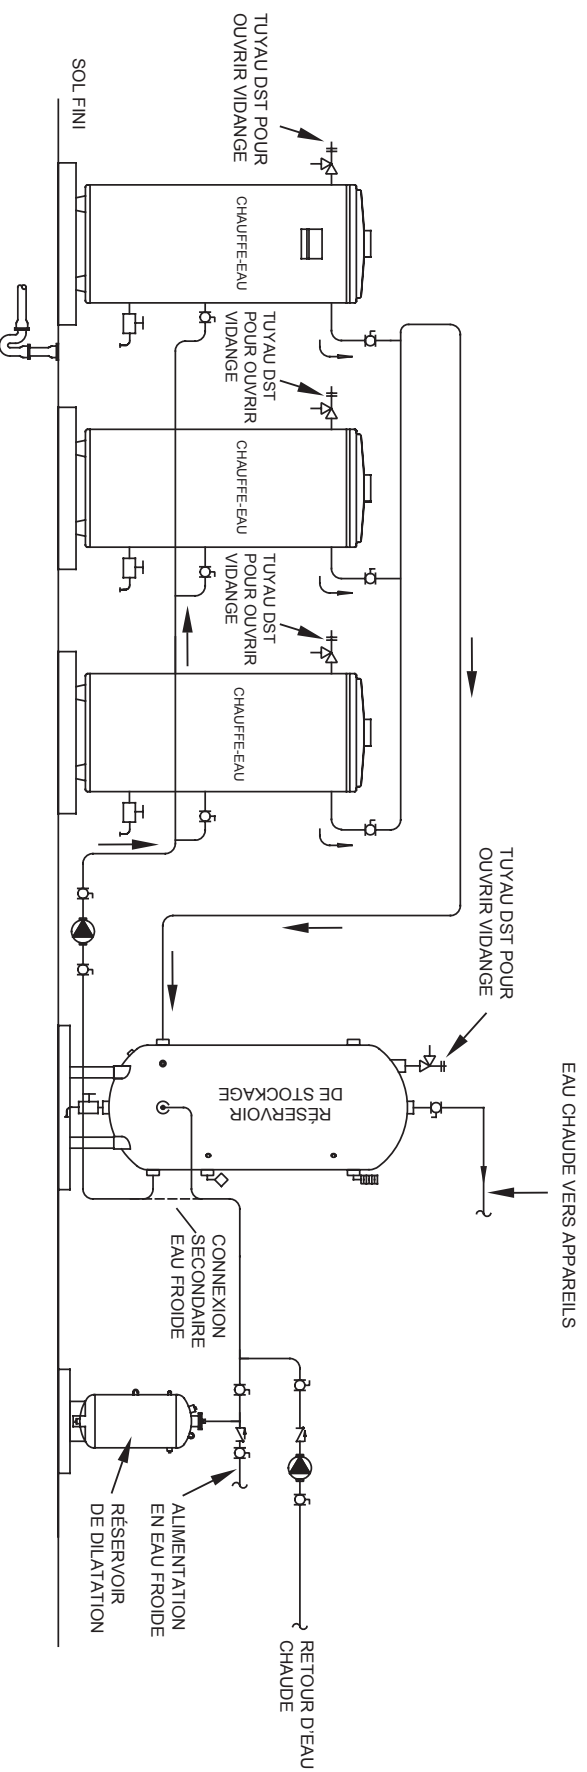 TUYAU DST POUR
OUVRIR VIDANGE
SOL FINI
CHAUFFE-EAU
TUYAU DST
POUR OUVRIR
VIDANGE
CHAUFFE-EAU
TUYAU DST
POUR OUVRIR
VIDANGE
CHAUFFE-EAU
TUYAU DST POUR
OUVRIR VIDANGE
EAU CHAUDE VERS APPAREILS
RÉSERVOIR
DE STOCKAGE
CONNEXION
SECONDAIRE
EAU FROIDE
ALIMENTATION
EN EAU FROIDE
RÉSERVOIR
DE DILATATION
RETOUR D'EAU
CHAUDE